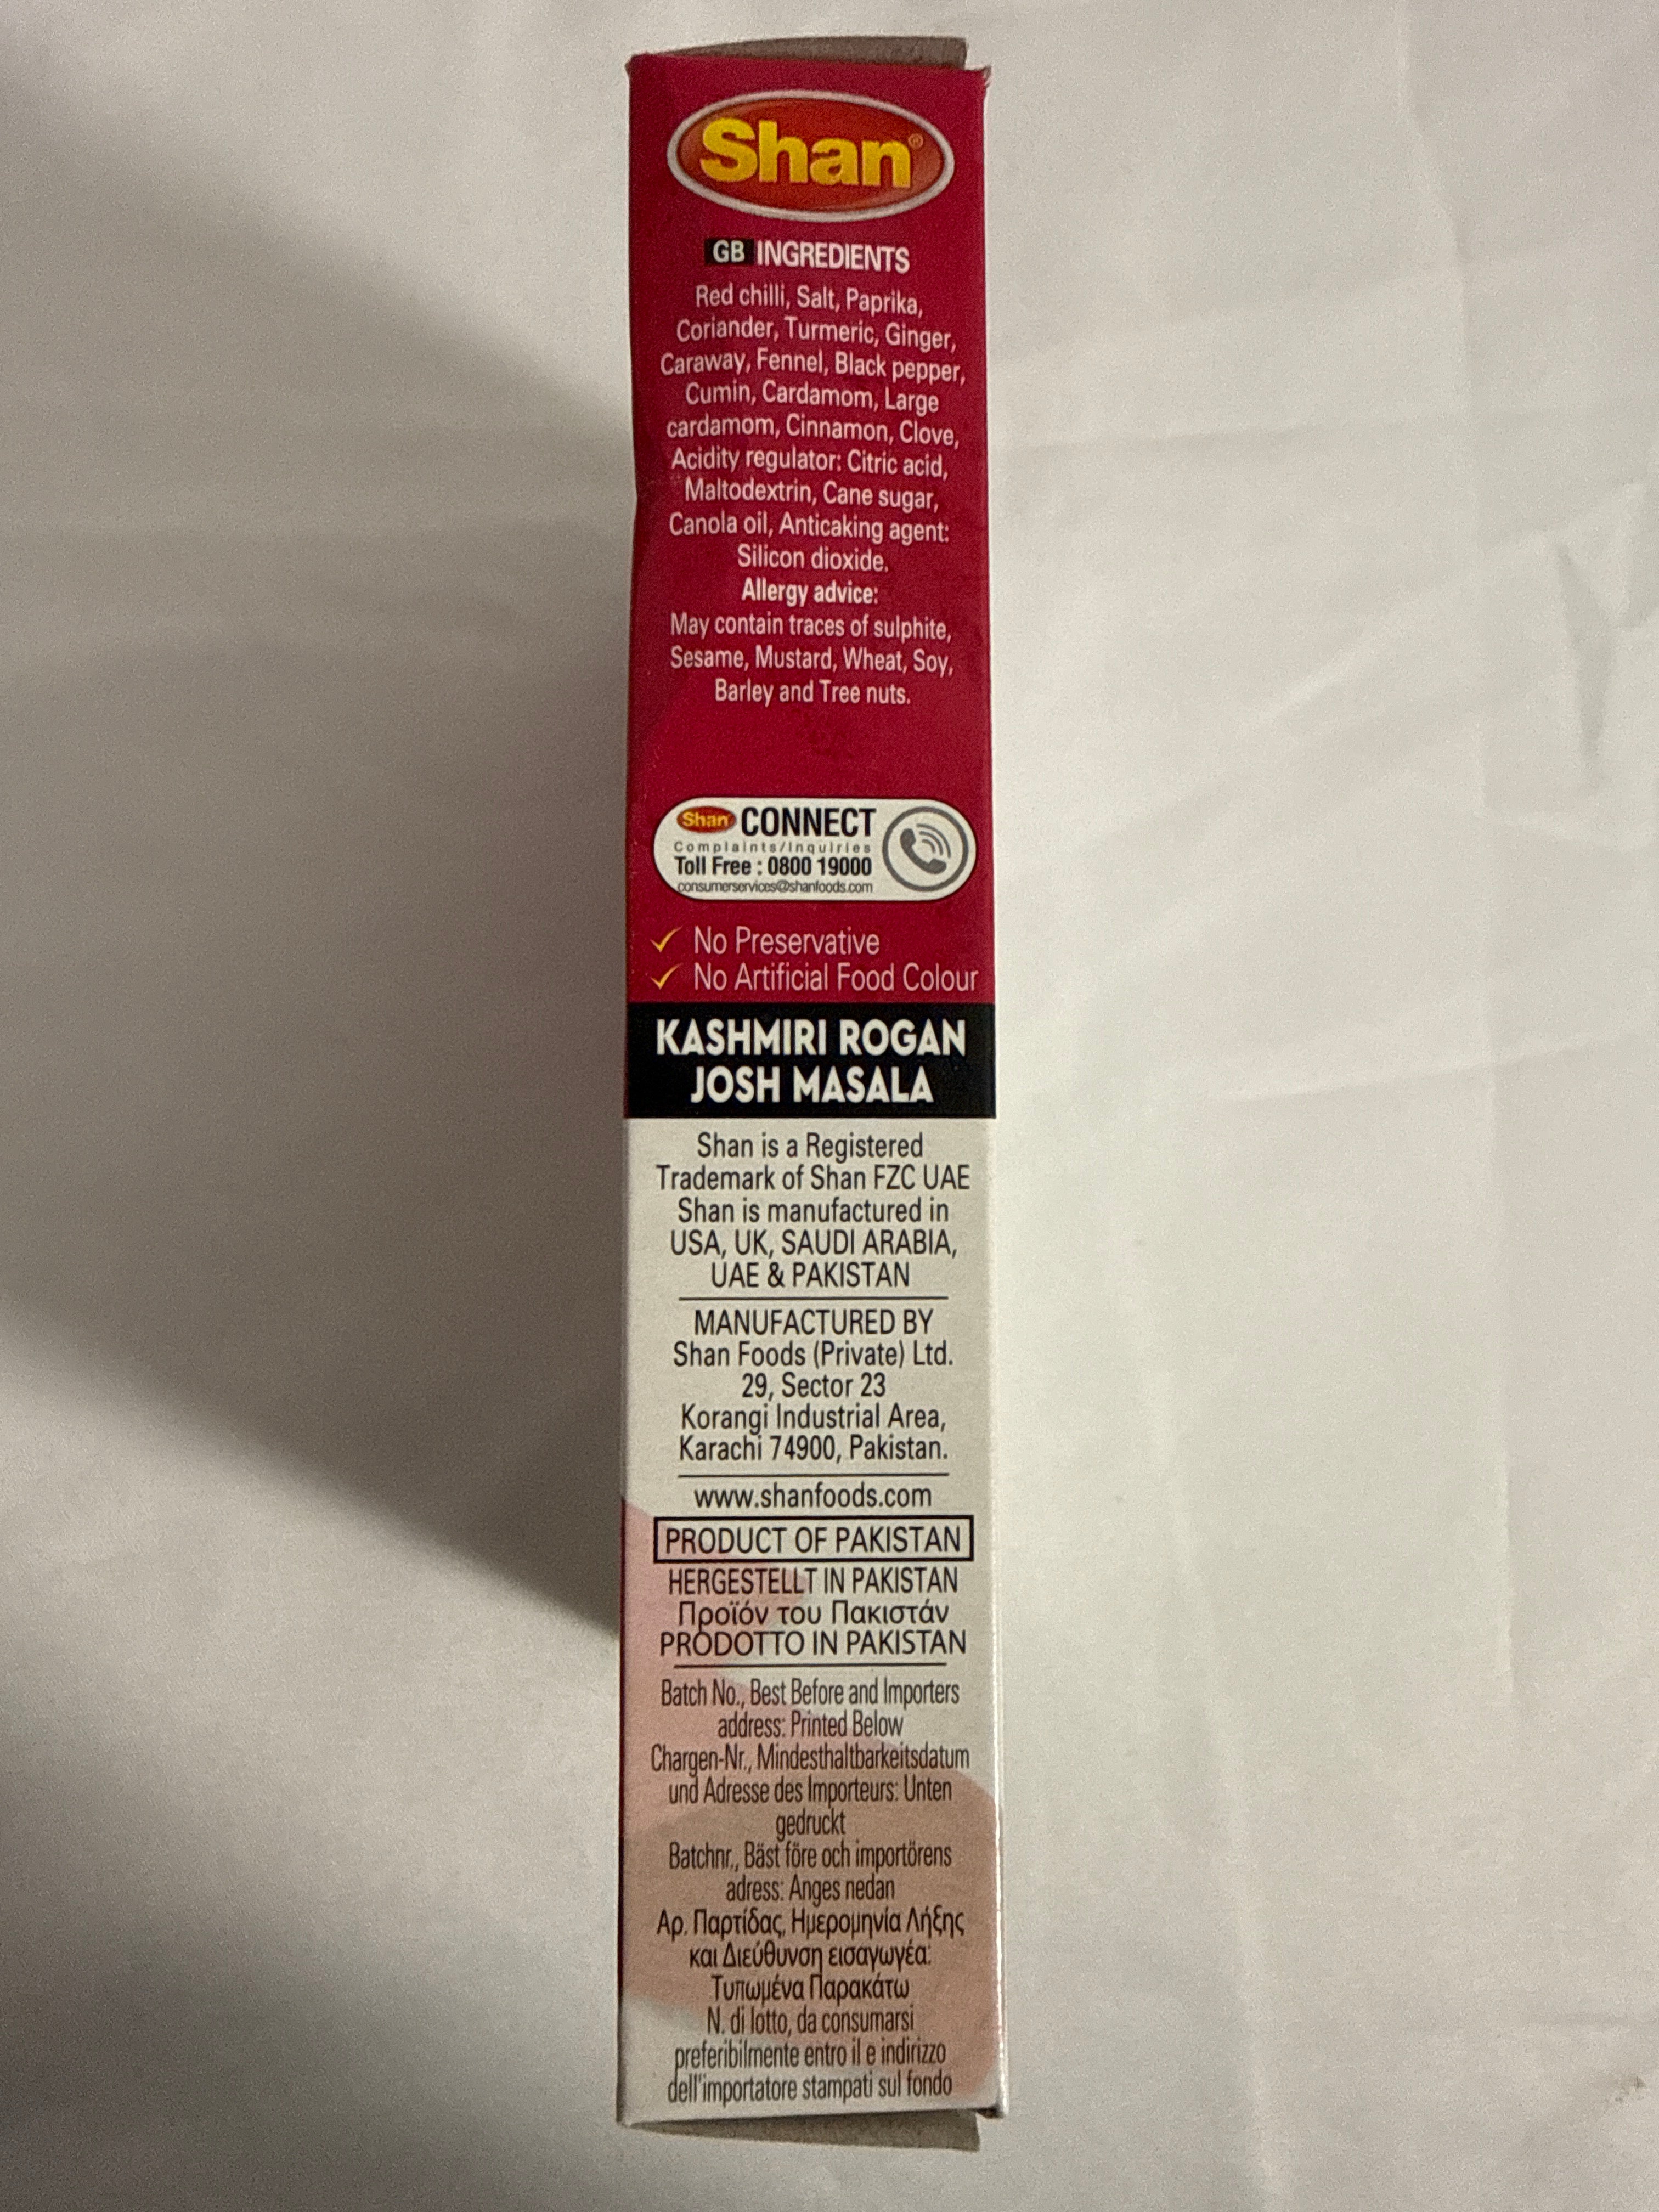 Shan®
GB INGREDIENTS
Red chilli, Salt, Paprika,
Coriander, Turmeric, Ginger,
Caraway, Fennel, Black pepper,
Cumin, Cardamom, Large
cardamom, Cinnamon, Clove,
Acidity regulator: Citric acid,
Maltodextrin, Cane sugar,
Canola oil, Anticaking agent:
Silicon dioxide.
Allergy advice:
May contain traces of sulphite,
Sesame, Mustard, Wheat, Soy,
Barley and Tree nuts.
Shan CONNECT
Complaints/Inquiries
Toll Free : 0800 19000
consumerservices@shanfoods.com
✓ No Preservative
✓ No Artificial Food Colour
KASHMIRI ROGAN
JOSH MASALA
Shan is a Registered
Trademark of Shan FZC UAE
Shan is manufactured in
USA, UK, SAUDI ARABIA,
UAE & PAKISTAN
MANUFACTURED BY
Shan Foods (Private) Ltd.
29, Sector 23
Korangi Industrial Area,
Karachi 74900, Pakistan.
www.shanfoods.com
PRODUCT OF PAKISTAN
HERGESTELLT IN PAKISTAN
Προϊόν του Πακιστάν
PRODOTTO IN PAKISTAN
Batch No., Best Before and Importers
address: Printed Below
Chargen-Nr., Mindesthaltbarkeitsdatum
und Adresse des Importeurs: Unten
gedruckt
Batchnr., Bäst före och importörens
adress: Anges nedan
Αρ. Παρτίδας, Ημερομηνία Λήξης
και Διεύθυνση εισαγωγέα:
Τυπωμένα Παρακάτω
N. di lotto, da consumarsi
preferibilmente entro il e indirizzo
dell'importatore stampati sul fondo